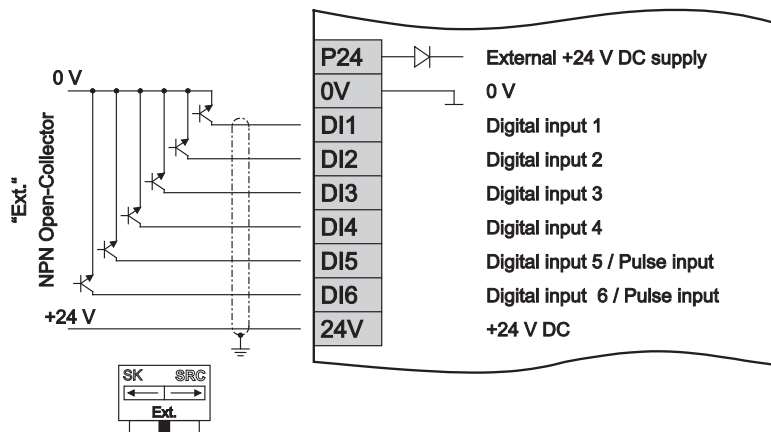 P24 External +24 V DC supply
0 V
0V 0 V
DI1 Digital input 1
DI2 Digital input 2
DI3 Digital input 3
DI4 Digital input 4
DI5 Digital input 5 / Pulse input
DI6 Digital input 6 / Pulse input
24V +24 V DC
"Ext."
NPN Open-Collector
+24 V
SK SRC
Ext.